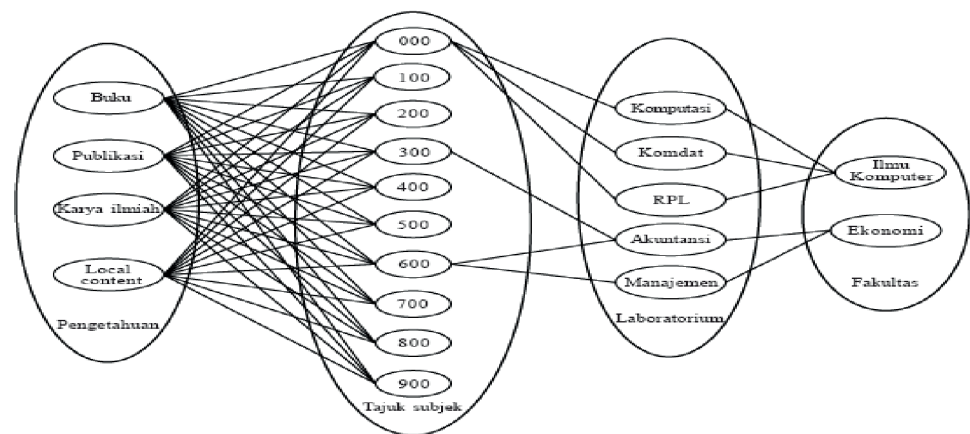 Buku
Publikasi
Karya ilmiah
Local
content
Pengetahuan
000
100
200
300
400
500
600
700
800
900
Tajuk subjek
Komputasi
Komdat
RPL
Akuntansi
Manajemen
Laboratorium
Ilmu
Komputer
Ekonomi
Fakultas